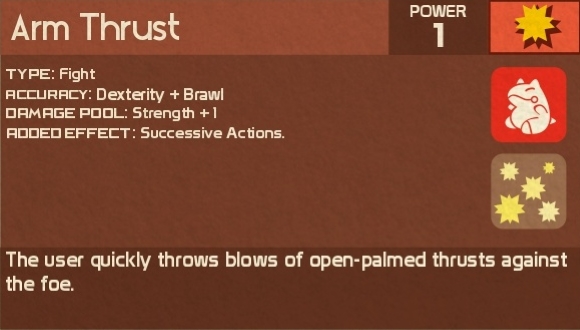 Arm Thrust
POWER
1
TYPE: Fight
ACCURACY: Dexterity + Brawl
DAMAGE POOL: Strength +1
ADDED EFFECT: Successive Actions.
The user quickly throws blows of open-palmed thrusts against
the foe.